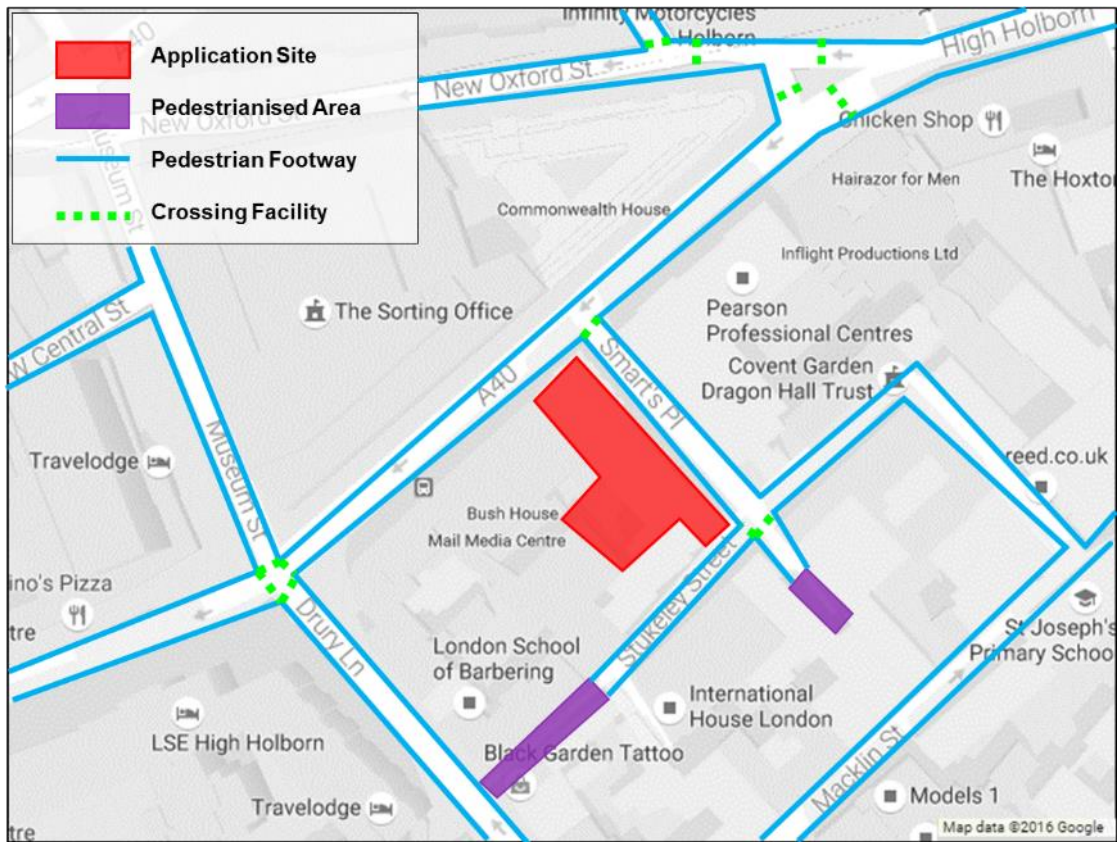 Application Site
Pedestrianised Area
Pedestrian Footway
Crossing Facility
A40
Museum St
New Oxford St
Infinity Motorcycles
Holborn
New Oxford St.
High Holborn
Chicken Shop
The Hoxton
Hairazor for Men
Commonwealth House
Inflight Productions Ltd
The Sorting Office
Pearson
Professional Centres
W Central St
Smart's Pl
Covent Garden
Dragon Hall Trust
A40
Travelodge
Museum St
reed.co.uk
Bush House
Mail Media Centre
Stukeley Street
ino's Pizza
tre
Drury Ln
St Joseph's
Primary School
London School
of Barbering
International
House London
LSE High Holborn
Black Garden Tattoo
Macklin St
Travelodge
Models 1
tre
Map data ©2016 Google